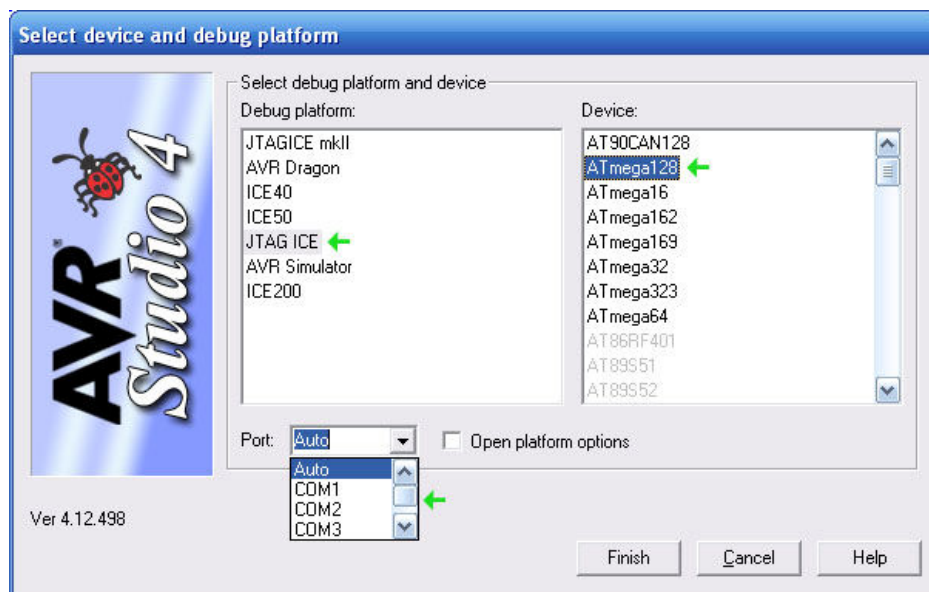 Select device and debug platform
AVR®
Studio 4
Select debug platform and device
Debug platform:
JTAGICE mkII
AVR Dragon
ICE40
ICE50
JTAG ICE
AVR Simulator
ICE200
Device:
AT90CAN128
ATmega128
ATmega16
ATmega162
ATmega169
ATmega32
ATmega323
ATmega64
AT86RF401
AT89S51
AT89S52
Port: Auto
Open platform options
Auto
COM1
COM2
COM3
Ver 4.12.498
Finish Cancel Help